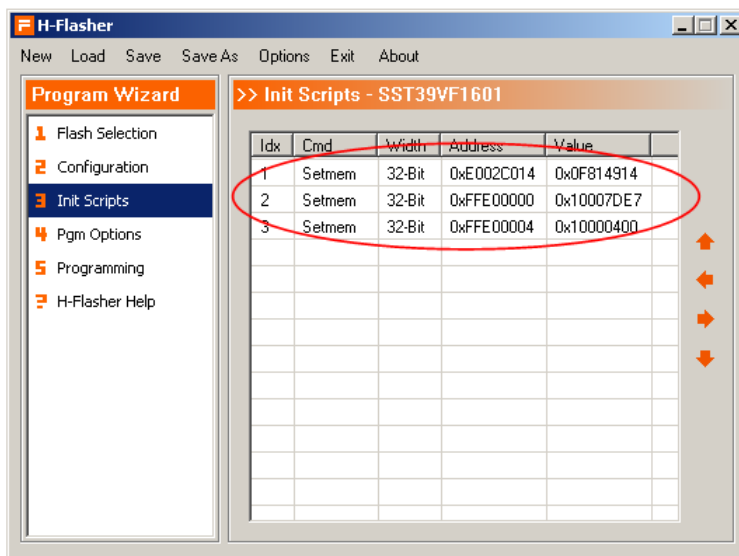 H-Flasher
New Load Save Save As Options Exit About
Program Wizard
1 Flash Selection
2 Configuration
3 Init Scripts
4 Pgm Options
5 Programming
? H-Flasher Help
>> Init Scripts - SST39VF1601
Idx Cmd Width Address Value
1 Setmem 32-Bit 0xE002C014 0x0F814914
2 Setmem 32-Bit 0xFFE00000 0x10007DE7
3 Setmem 32-Bit 0xFFE00004 0x10000400